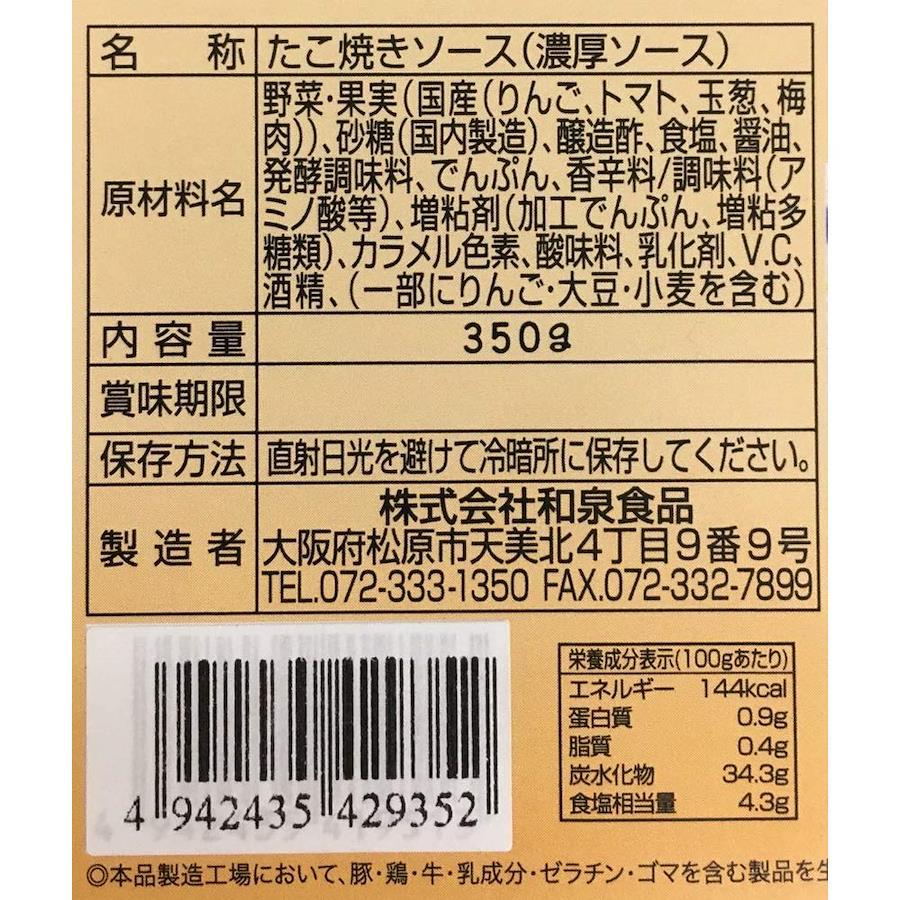 名称 たこ焼きソース(濃厚ソース)
原材料名 野菜・果実(国産(りんご、トマト、玉葱、梅
肉))、砂糖(国内製造)、醸造酢、食塩、醤油、
発酵調味料、でんぷん、香辛料/調味料(ア
ミノ酸等)、増粘剤(加工でんぷん、増粘多
糖類)、カラメル色素、酸味料、乳化剤、V.C、
酒精、(一部にりんご・大豆・小麦を含む)
内容量 350g
賞味期限
保存方法 直射日光を避けて冷暗所に保存してください。
製造者 株式会社和泉食品
大阪府松原市天美北4丁目9番9号
TEL.072-333-1350 FAX.072-332-7899
4 942435 429352
栄養成分表示(100gあたり)
エネルギー 144kcal
蛋白質 0.9g
脂質 0.4g
炭水化物 34.3g
食塩相当量 4.3g
◎本品製造工場において、豚・鶏・牛・乳成分・ゼラチン・ゴマを含む製品を生